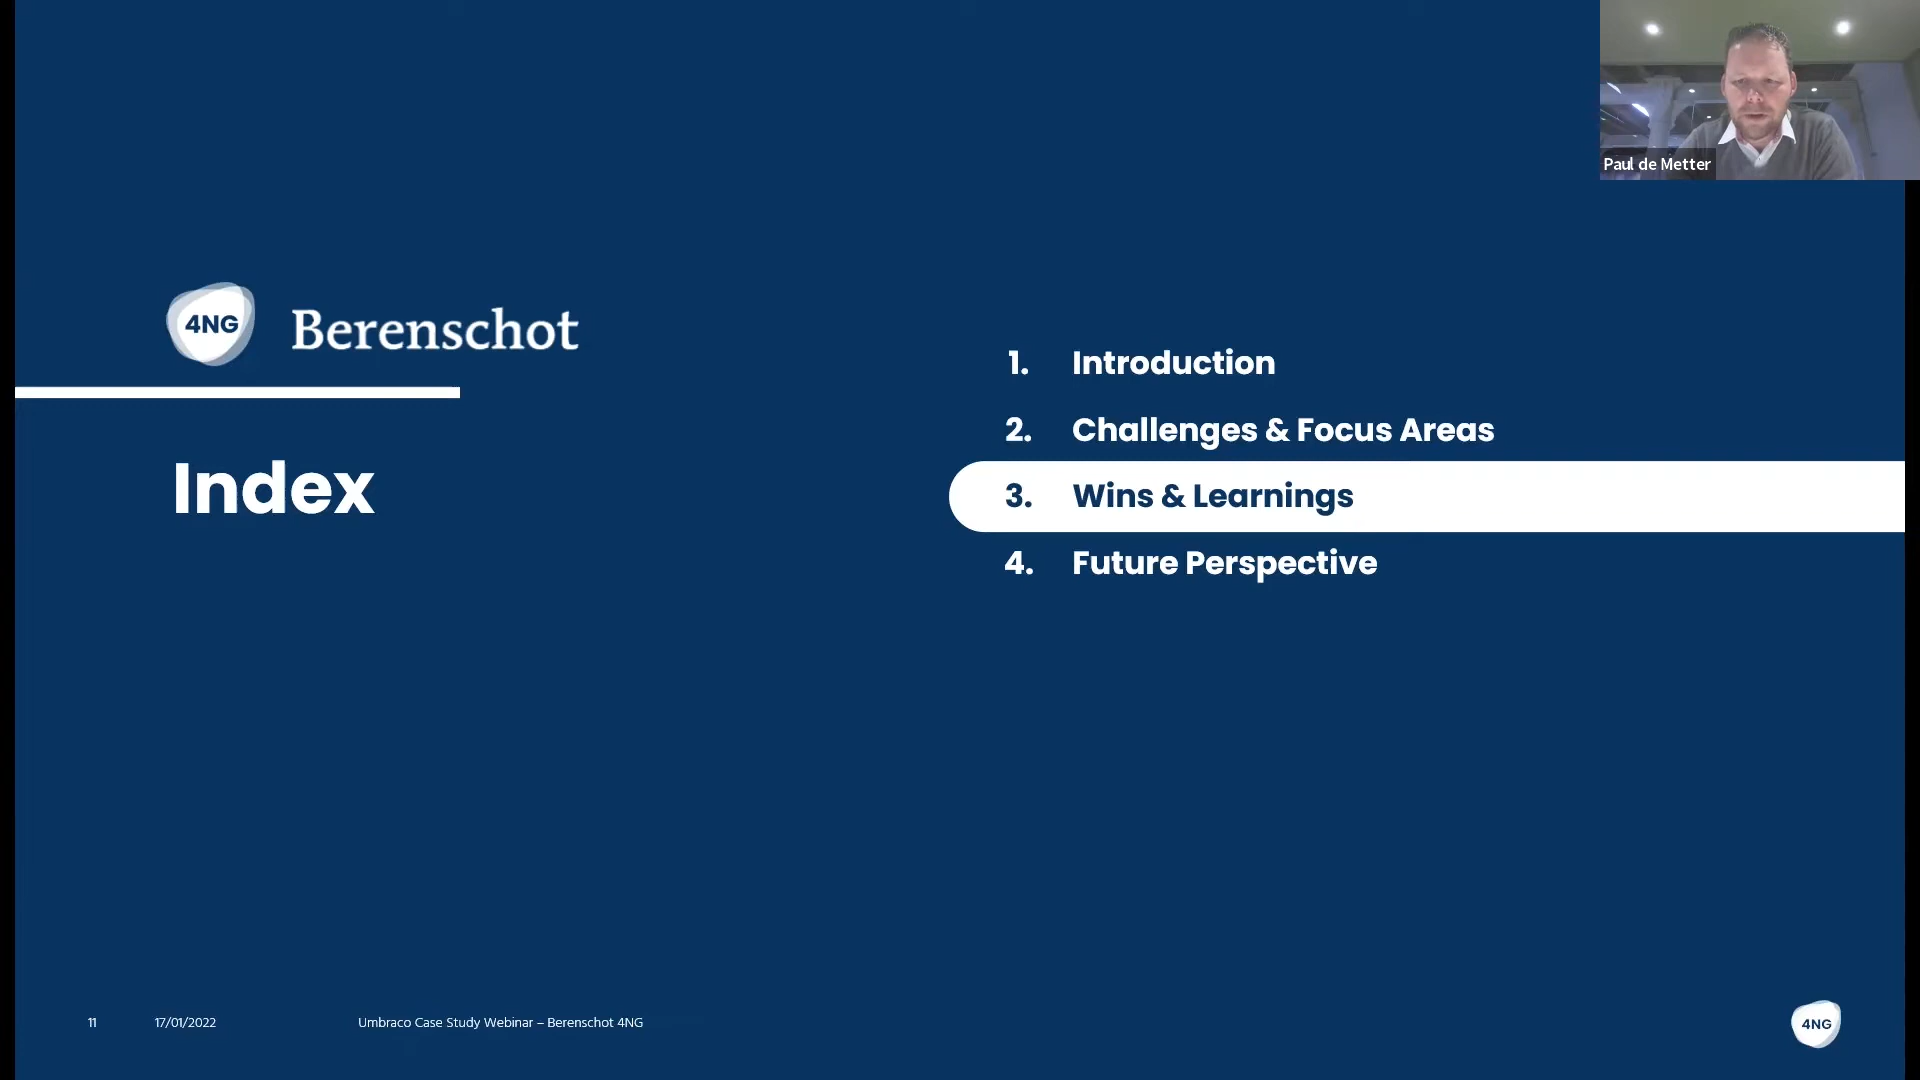 Paul de Metter
4NG
Berenschot
Index
1. Introduction
2. Challenges & Focus Areas
3. Wins & Learnings
4. Future Perspective
11 17/01/2022 Umbraco Case Study Webinar – Berenschot 4NG
4NG